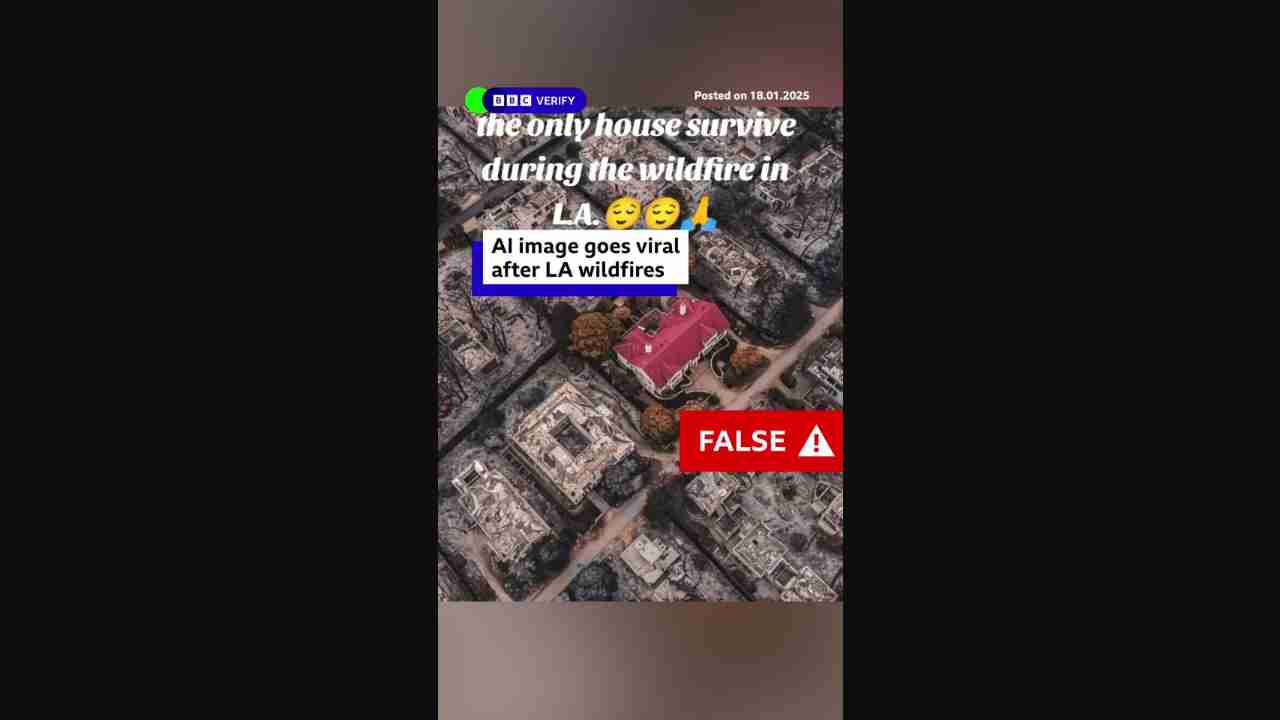 BBC VERIFY
Posted on 18.01.2025
the only house survive
during the wildfire in
L.A.😌😌🙏
AI image goes viral
after LA wildfires
FALSE